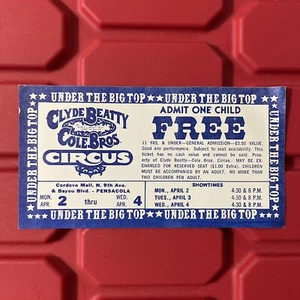 UNDER THE BIG TOP
UNDER THE BIG TOP
UNDER THE BIG TOP
CLYDE BEATTY
COLE BROS.
CIRCUS
Cordova Mall, N. 9th Ave.
& Bayou Blvd. - PENSACOLA
MON. APR. 2 thru WED. APR. 4
ADMIT ONE CHILD
FREE
11 YRS. & UNDER—GENERAL ADMISSION—$3.50 VALUE.
Good any performance. Subject to seat availability. This
ticket has no cash value and cannot be sold. Property
of Clyde Beatty-Cole Bros. Circus. MAY BE EX-
CHANGED FOR RESERVED SEAT ($1.00 Extra). CHILDREN
MUST BE ACCOMPANIED BY AN ADULT. NO MORE THAN
TWO CHILDREN PER ADULT.
SHOWTIMES
MON., APRIL 2 4:30 & 8 P.M.
TUES., APRIL 3 4:30 & 8 P.M.
WED., APRIL 4 4:30 & 8 P.M.
UNDER THE BIG TOP
UNDER THE BIG TOP
UNDER THE BIG TOP